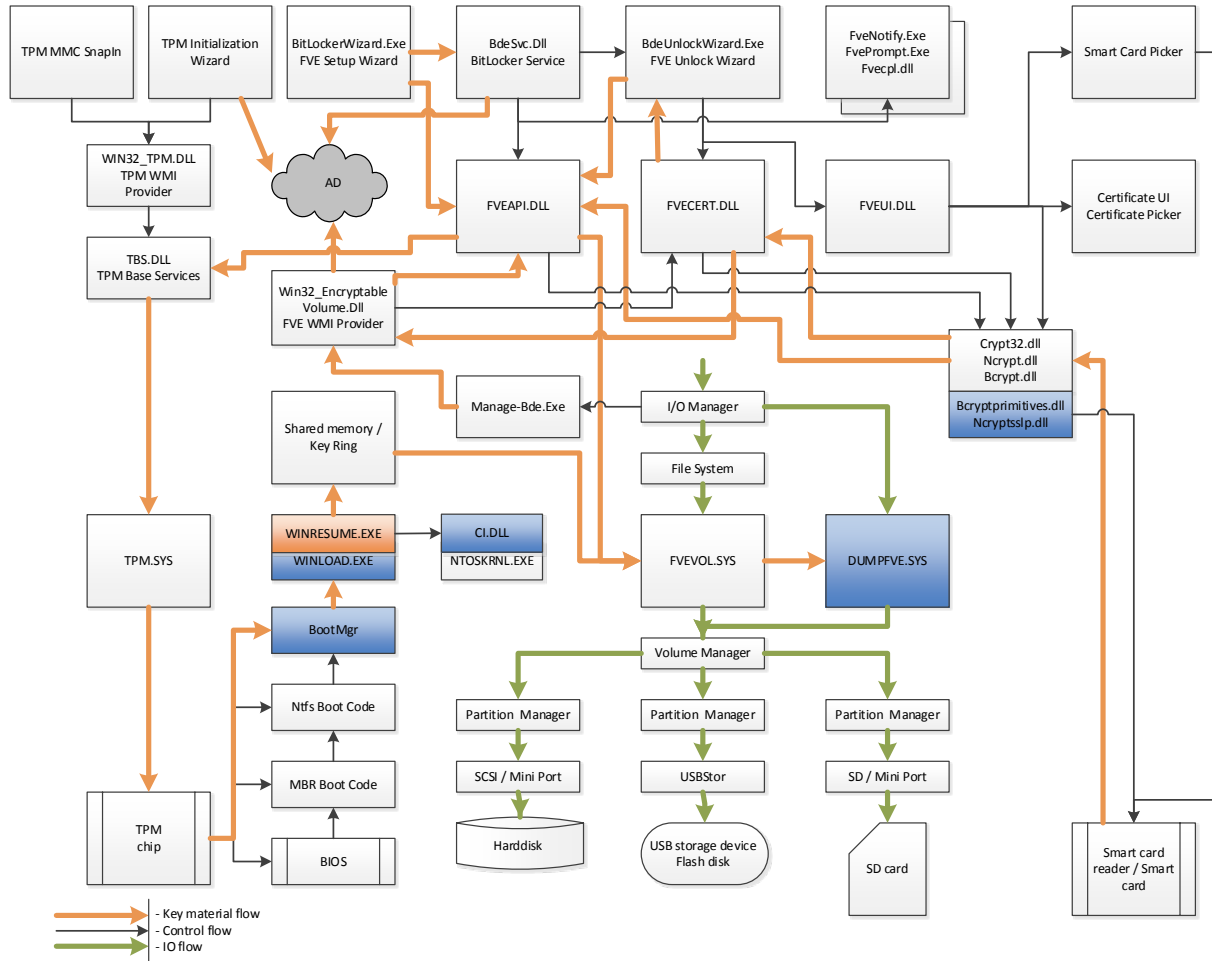 TPM MMC SnapIn
TPM Initialization
Wizard
BitLockerWizard.Exe
FVE Setup Wizard
BdeSvc.Dll
BitLocker Service
BdeUnlockWizard.Exe
FVE Unlock Wizard
FveNotify.Exe
FvePrompt.Exe
Fvecpl.dll
Smart Card Picker
WIN32_TPM.DLL
TPM WMI
Provider
AD
FVEAPI.DLL
FVECERT.DLL
FVEUI.DLL
Certificate UI
Certificate Picker
TBS.DLL
TPM Base Services
Win32_Encryptable
Volume.Dll
FVE WMI Provider
Crypt32.dll
Ncrypt.dll
Bcrypt.dll
Bcryptprimitives.dll
Ncryptsslp.dll
Manage-Bde.Exe
I/O Manager
Shared memory /
Key Ring
File System
TPM.SYS
WINRESUME.EXE
WINLOAD.EXE
CI.DLL
NTOSKRNL.EXE
FVEVOL.SYS
DUMPFVE.SYS
BootMgr
Volume Manager
Ntfs Boot Code
Partition Manager
Partition Manager
Partition Manager
MBR Boot Code
SCSI / Mini Port
USBStor
SD / Mini Port
TPM
chip
BIOS
Harddisk
USB storage device
Flash disk
SD card
Smart card
reader / Smart
card
- Key material flow
- Control flow
- IO flow